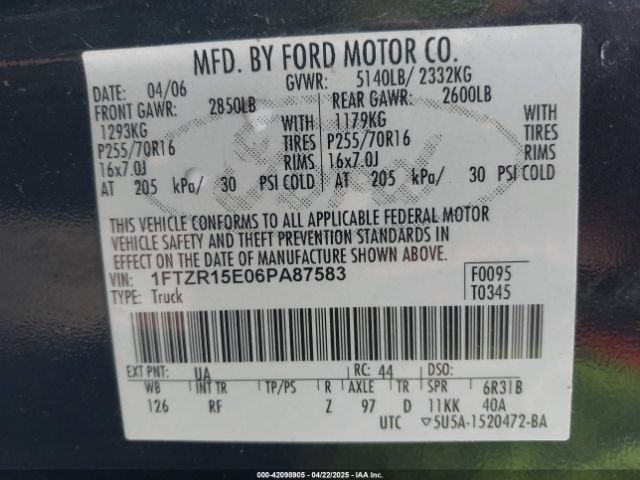 MFD. BY FORD MOTOR CO.
DATE: 04/06 GVWR: 5140LB/ 2332KG
FRONT GAWR: 2850LB REAR GAWR: 2600LB
1293KG WITH 1179KG WITH
P255/70R16 TIRES P255/70R16 TIRES
16x7.0J RIMS 16x7.0J RIMS
AT 205 kPa/ 30 PSI COLD AT 205 kPa/ 30 PSI COLD
THIS VEHICLE CONFORMS TO ALL APPLICABLE FEDERAL MOTOR
VEHICLE SAFETY AND THEFT PREVENTION STANDARDS IN
EFFECT ON THE DATE OF MANUFACTURE SHOWN ABOVE.
VIN: 1FTZR15E06PA87583 F0095
TYPE: Truck T0345
EXT PNT: UA RC: 44 DSO:
WB INT TR TP/PS R AXLE TR SPR 6R31B
126 RF Z 97 D 11KK 40A
UTC ▽5U5A-1520472-BA
Ford
000-42098905 - 04/22/2025 - IAAI.COM